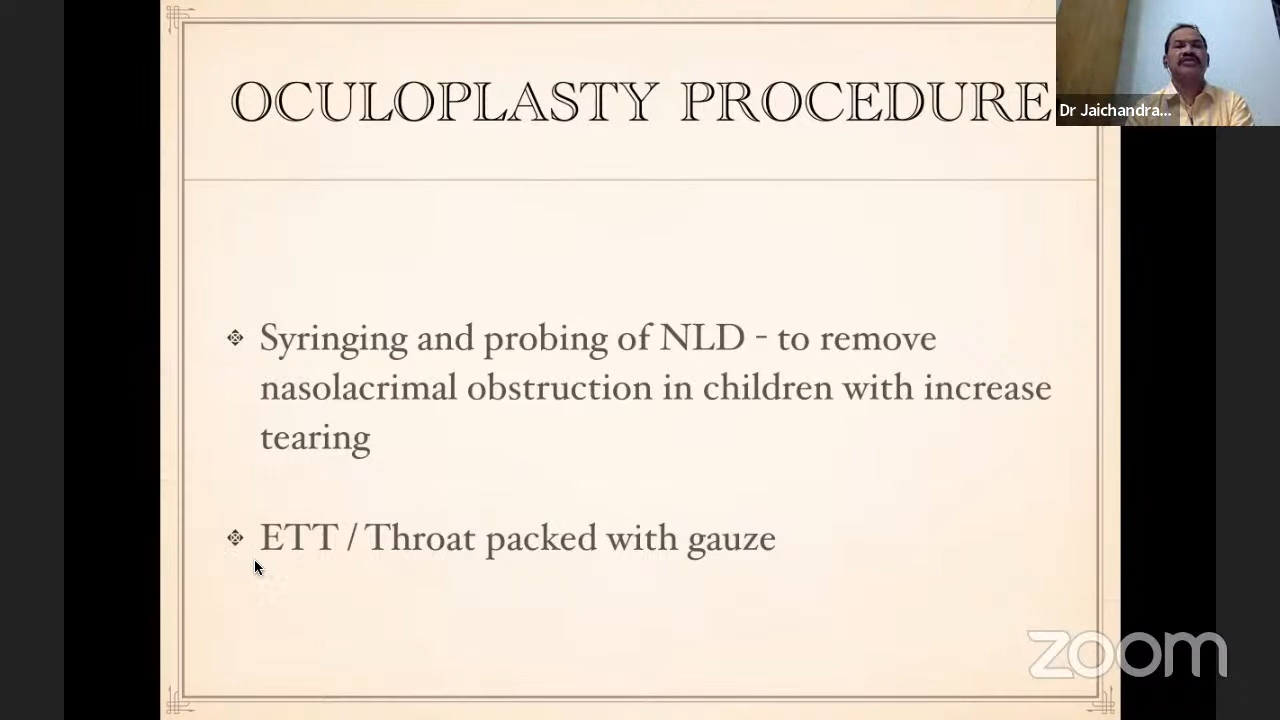 OCULOPLASTY PROCEDURE
Dr Jaichandra...
Syringing and probing of NLD - to remove
nasolacrimal obstruction in children with increase
tearing
ETT / Throat packed with gauze
zoom